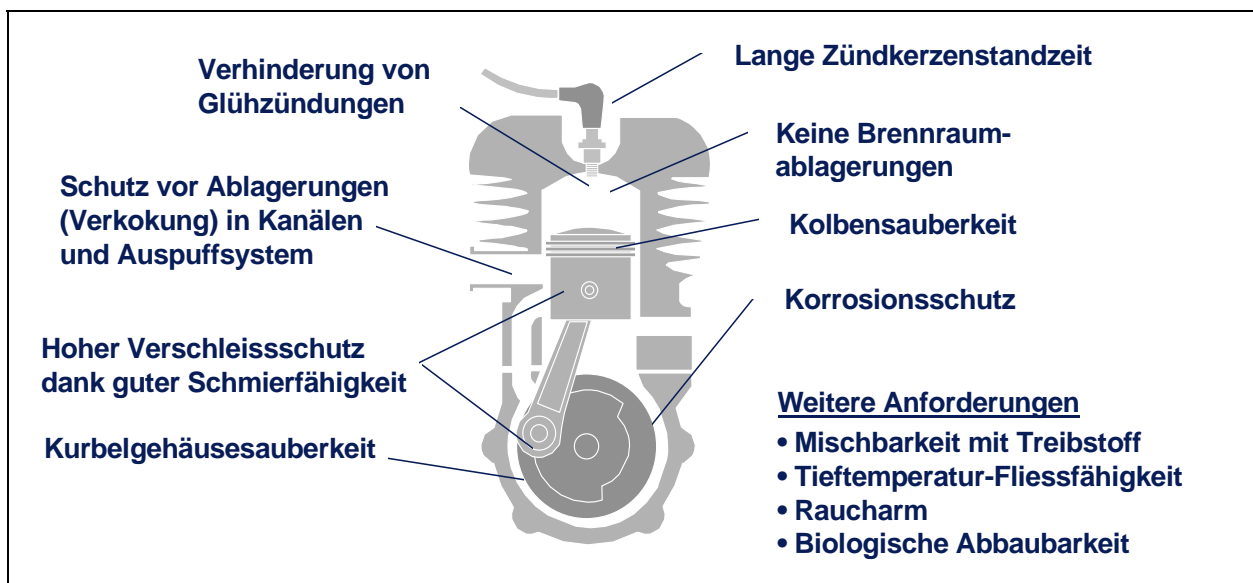 Verhinderung von
Glühzündungen
Lange Zündkerzenstandzeit
Keine Brennraum-
ablagerungen
Schutz vor Ablagerungen
(Verkokung) in Kanälen
und Auspuffsystem
Kolbensauberkeit
Korrosionsschutz
Hoher Verschleissschutz
dank guter Schmierfähigkeit
Kurbelgehäusesauberkeit
Weitere Anforderungen
• Mischbarkeit mit Treibstoff
• Tieftemperatur-Fliessfähigkeit
• Raucharm
• Biologische Abbaubarkeit